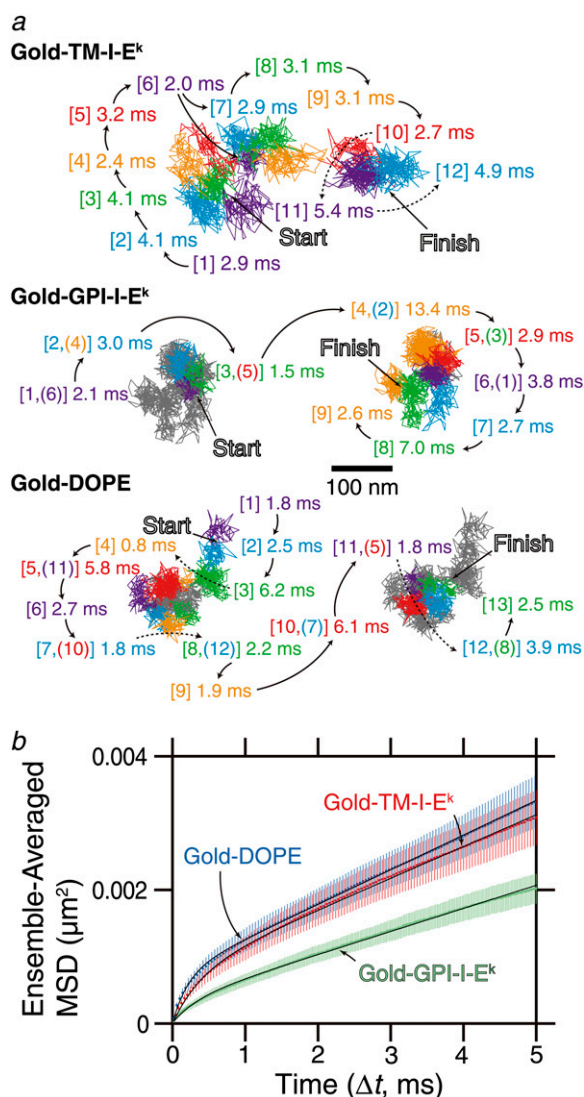 a
Gold-TM-I-Eᵏ
[8] 3.1 ms
[6] 2.0 ms
[9] 3.1 ms
[5] 3.2 ms
[7] 2.9 ms
[10] 2.7 ms
[4] 2.4 ms
[12] 4.9 ms
[3] 4.1 ms
[11] 5.4 ms
[2] 4.1 ms
Start
Finish
[1] 2.9 ms
Gold-GPI-I-Eᵏ
[4,(2)] 13.4 ms
[2,(4)] 3.0 ms
[5,(3)] 2.9 ms
[3,(5)] 1.5 ms
Finish
[6,(1)] 3.8 ms
[1,(6)] 2.1 ms
[9] 2.6 ms
[7] 2.7 ms
Start
[8] 7.0 ms
100 nm
Gold-DOPE
[1] 1.8 ms
Start
[4] 0.8 ms
[2] 2.5 ms
[11,(5)] 1.8 ms
Finish
[5,(11)] 5.8 ms
[3] 6.2 ms
[6] 2.7 ms
[10,(7)] 6.1 ms
[13] 2.5 ms
[7,(10)] 1.8 ms
[8,(12)] 2.2 ms
[12,(8)] 3.9 ms
[9] 1.9 ms
b
Ensemble-Averaged
MSD (µm²)
0.004
0.002
0
Gold-TM-I-Eᵏ
Gold-DOPE
Gold-GPI-I-Eᵏ
0 1 2 3 4 5
Time (Δt, ms)